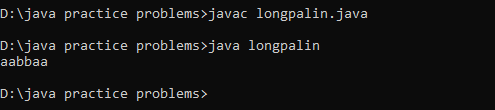 D:\java practice problems>javac longpalin.java
D:\java practice problems>java longpalin
aabbaa
D:\java practice problems>